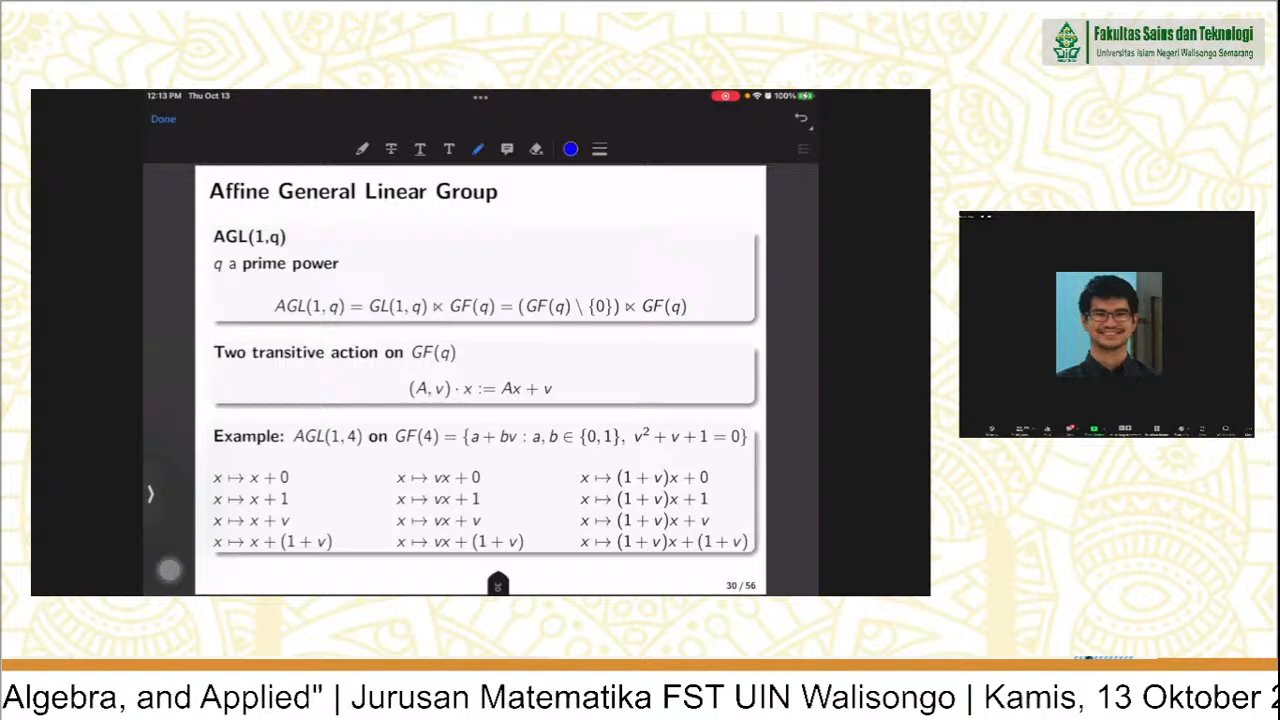 Fakultas Sains dan Teknologi
Universitas Islam Negeri Walisongo Semarang
12:13 PM Thu Oct 13
100%
Done
Affine General Linear Group
AGL(1,q)
q a prime power
AGL(1, q) = GL(1, q) ⋉ GF(q) = (GF(q) \ {0}) ⋉ GF(q)
Two transitive action on GF(q)
(A, v) · x := Ax + v
Example: AGL(1, 4) on GF(4) = {a + bv : a, b ∈ {0, 1}, v² + v + 1 = 0}
x ↦ x + 0 x ↦ vx + 0 x ↦ (1 + v)x + 0
x ↦ x + 1 x ↦ vx + 1 x ↦ (1 + v)x + 1
x ↦ x + v x ↦ vx + v x ↦ (1 + v)x + v
x ↦ x + (1 + v) x ↦ vx + (1 + v) x ↦ (1 + v)x + (1 + v)
30 / 56
Algebra, and Applied" | Jurusan Matematika FST UIN Walisongo | Kamis, 13 Oktober 2